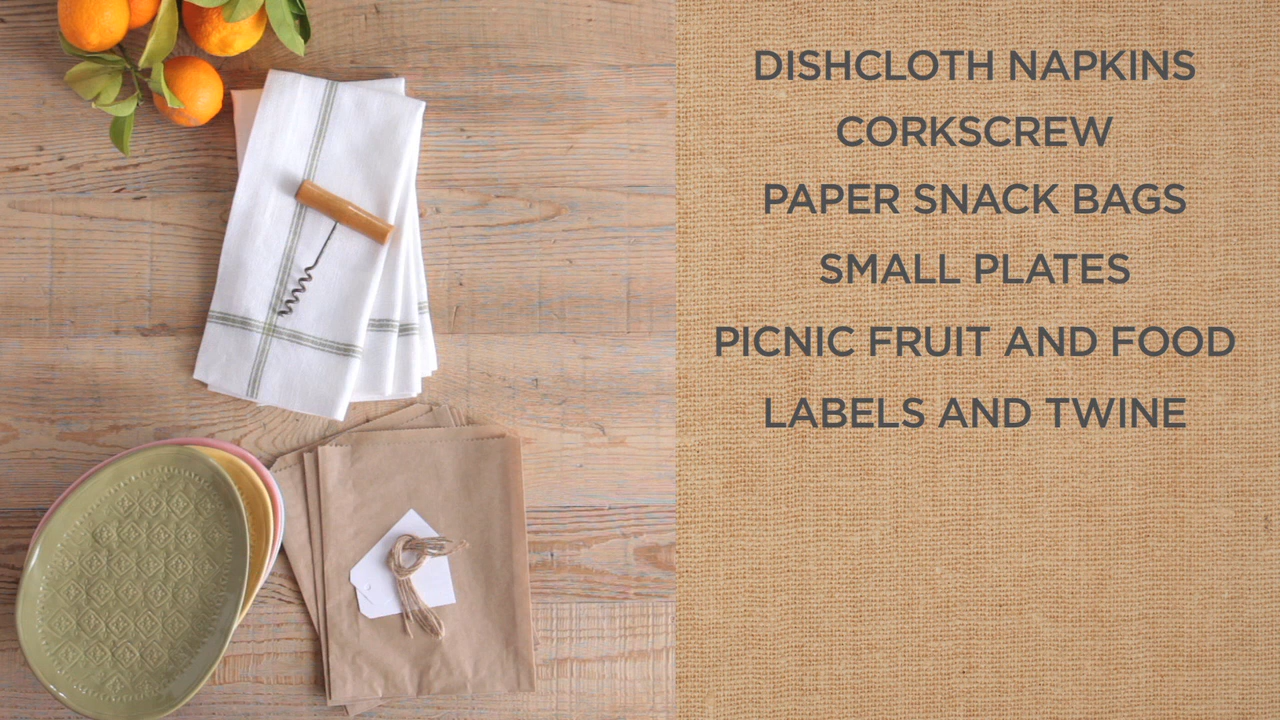 DISHCLOTH NAPKINS
CORKSCREW
PAPER SNACK BAGS
SMALL PLATES
PICNIC FRUIT AND FOOD
LABELS AND TWINE